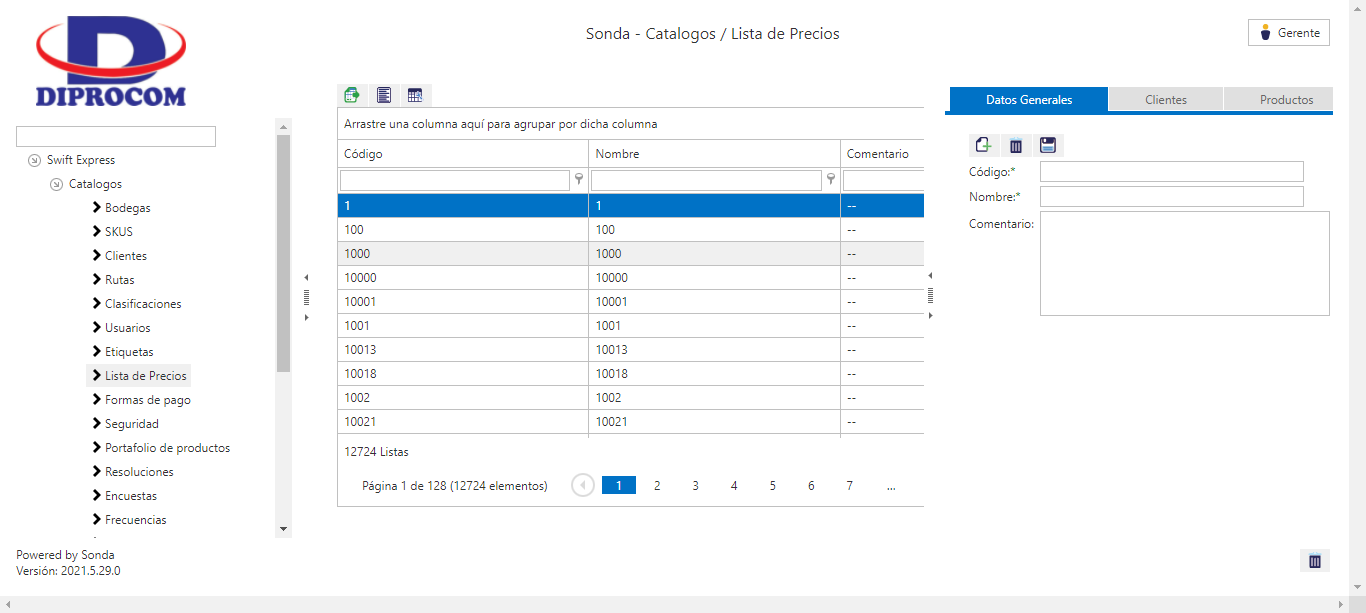 DIPROCOM
Sonda - Catalogos / Lista de Precios
Gerente
Swift Express
Catalogos
Bodegas
SKUS
Clientes
Rutas
Clasificaciones
Usuarios
Etiquetas
Lista de Precios
Formas de pago
Seguridad
Portafolio de productos
Resoluciones
Encuestas
Frecuencias
Powered by Sonda
Versión: 2021.5.29.0
Arrastre una columna aquí para agrupar por dicha columna
Código Nombre Comentario
1 1 --
100 100 --
1000 1000 --
10000 10000 --
10001 10001 --
1001 1001 --
10013 10013 --
10018 10018 --
1002 1002 --
10021 10021 --
12724 Listas
Página 1 de 128 (12724 elementos) 1 2 3 4 5 6 7 ...
Datos Generales Clientes Productos
Código:*
Nombre:*
Comentario: